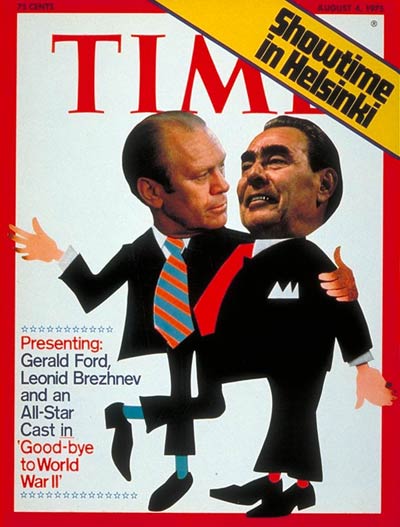 75 CENTS
AUGUST 4, 1975
TIME
®
Showtime
in Helsinki
Presenting:
Gerald Ford,
Leonid Brezhnev
and an
All-Star
Cast in
'Good-bye
to World
War II'